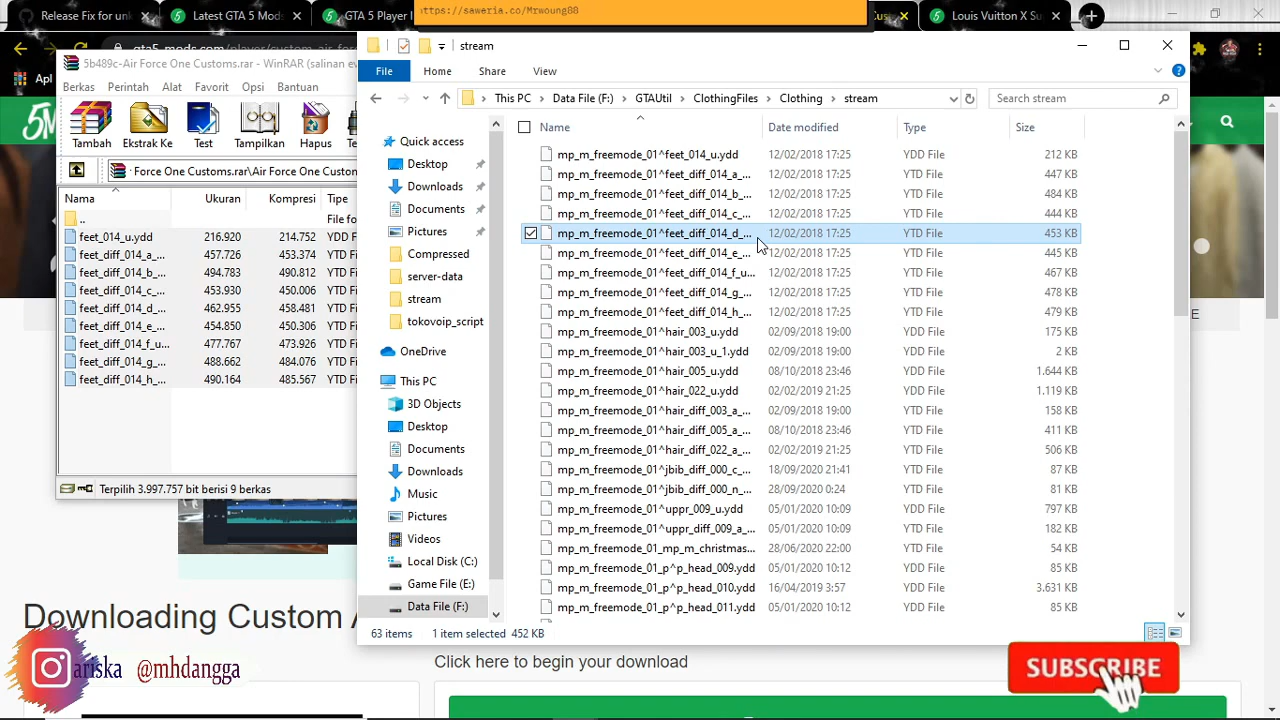 https://saweria.co/Mrwoung88
Release Fix for unk
Latest GTA 5 Mods
GTA 5 Player
Cus
Louis Vuitton X Su
gta5-mods.com/player/custom-air-for
Apl
5M
5b489c-Air Force One Customs.rar - WinRAR (salinan ev
Berkas Perintah Alat Favorit Opsi Bantuan
Tambah Ekstrak Ke Test Tampilkan Hapus
Force One Customs.rar\Air Force One Custom
Name Ukuran Kompresi Tipe
.. File fo
feet_014_u.ydd 216.920 214.752 YDD F
feet_diff_014_a_... 457.726 453.374 YTD Fi
feet_diff_014_b_... 494.783 490.812 YTD Fi
feet_diff_014_c_... 453.930 450.006 YTD Fi
feet_diff_014_d_... 462.955 458.481 YTD Fi
feet_diff_014_e_... 454.850 450.306 YTD Fi
feet_diff_014_f_u... 477.767 473.926 YTD Fi
feet_diff_014_g_... 488.662 484.076 YTD Fi
feet_diff_014_h_... 490.164 485.567 YTD Fi
Terpilih 3.997.757 bit berisi 9 berkas
stream
File Home Share View
This PC Data File (F:) GTAUtil ClothingFiles Clothing stream
Search stream
Quick access
Desktop
Downloads
Documents
Pictures
Compressed
server-data
stream
tokovoip_script
OneDrive
This PC
3D Objects
Desktop
Documents
Downloads
Music
Pictures
Videos
Local Disk (C:)
Game File (E:)
Data File (F:)
Name Date modified Type Size
mp_m_freemode_01^feet_014_u.ydd 12/02/2018 17:25 YDD File 212 KB
mp_m_freemode_01^feet_diff_014_a_... 12/02/2018 17:25 YTD File 447 KB
mp_m_freemode_01^feet_diff_014_b_... 12/02/2018 17:25 YTD File 484 KB
mp_m_freemode_01^feet_diff_014_c_... 12/02/2018 17:25 YTD File 444 KB
mp_m_freemode_01^feet_diff_014_d_... 12/02/2018 17:25 YTD File 453 KB
mp_m_freemode_01^feet_diff_014_e_... 12/02/2018 17:25 YTD File 445 KB
mp_m_freemode_01^feet_diff_014_f_u... 12/02/2018 17:25 YTD File 467 KB
mp_m_freemode_01^feet_diff_014_g_... 12/02/2018 17:25 YTD File 478 KB
mp_m_freemode_01^feet_diff_014_h_... 12/02/2018 17:25 YTD File 479 KB
mp_m_freemode_01^hair_003_u.ydd 02/09/2018 19:00 YDD File 175 KB
mp_m_freemode_01^hair_003_u_1.ydd 02/09/2018 19:00 YDD File 2 KB
mp_m_freemode_01^hair_005_u.ydd 08/10/2018 23:46 YDD File 1.644 KB
mp_m_freemode_01^hair_022_u.ydd 02/02/2019 21:25 YDD File 1.119 KB
mp_m_freemode_01^hair_diff_003_a_... 02/09/2018 19:00 YTD File 158 KB
mp_m_freemode_01^hair_diff_005_a_... 08/10/2018 23:46 YTD File 411 KB
mp_m_freemode_01^hair_diff_022_a_... 02/02/2019 21:25 YTD File 506 KB
mp_m_freemode_01^jbib_diff_000_c_... 18/09/2020 21:41 YTD File 87 KB
mp_m_freemode_01^jbib_diff_000_n_... 28/09/2020 0:24 YTD File 81 KB
mp_m_freemode_01^uppr_009_u.ydd 05/01/2020 10:09 YDD File 797 KB
mp_m_freemode_01^uppr_diff_009_a_... 05/01/2020 10:09 YTD File 182 KB
mp_m_freemode_01_mp_m_christmas... 28/06/2020 22:00 YTD File 54 KB
mp_m_freemode_01_p^p_head_009.ydd 05/01/2020 10:12 YDD File 85 KB
mp_m_freemode_01_p^p_head_010.ydd 16/04/2019 3:57 YDD File 3.631 KB
mp_m_freemode_01_p^p_head_011.ydd 05/01/2020 10:12 YDD File 85 KB
63 items 1 item selected 452 KB
E
Downloading Custom A
Click here to begin your download
ariska @mhdangga
SUBSCRIBE